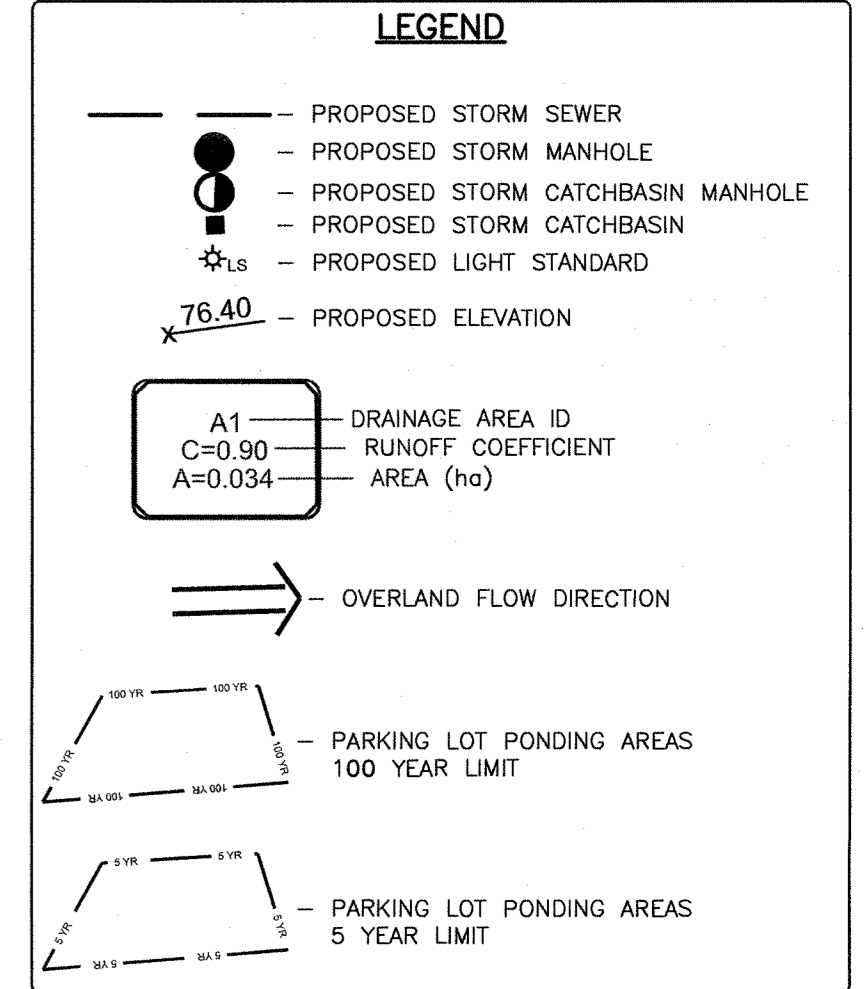 LEGEND
— PROPOSED STORM SEWER
— PROPOSED STORM MANHOLE
— PROPOSED STORM CATCHBASIN MANHOLE
— PROPOSED STORM CATCHBASIN
LS — PROPOSED LIGHT STANDARD
x 76.40 — PROPOSED ELEVATION
A1 — DRAINAGE AREA ID
C=0.90 — RUNOFF COEFFICIENT
A=0.034 — AREA (ha)
— OVERLAND FLOW DIRECTION
100 YR 100 YR
100 YR 100 YR
100 YR 100 YR
— PARKING LOT PONDING AREAS
100 YEAR LIMIT
5 YR 5 YR
5 YR 5 YR
5 YR 5 YR
— PARKING LOT PONDING AREAS
5 YEAR LIMIT